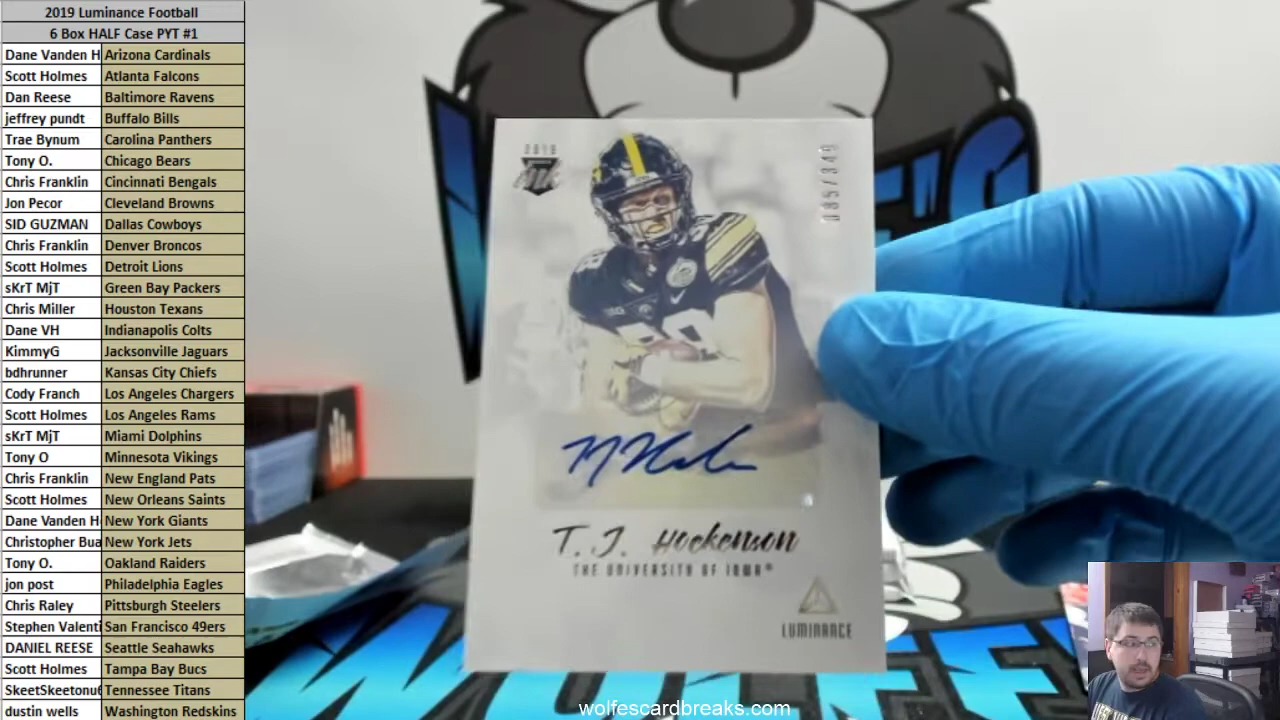 2019 Luminance Football
6 Box HALF Case PYT #1
Dane Vanden H Arizona Cardinals
Scott Holmes Atlanta Falcons
Dan Reese Baltimore Ravens
jeffrey pundt Buffalo Bills
Trae Bynum Carolina Panthers
Tony O. Chicago Bears
Chris Franklin Cincinnati Bengals
Jon Pecor Cleveland Browns
SID GUZMAN Dallas Cowboys
Chris Franklin Denver Broncos
Scott Holmes Detroit Lions
sKrT MjT Green Bay Packers
Chris Miller Houston Texans
Dane VH Indianapolis Colts
KimmyG Jacksonville Jaguars
bdhrunner Kansas City Chiefs
Cody Franch Los Angeles Chargers
Scott Holmes Los Angeles Rams
sKrT MjT Miami Dolphins
Tony O Minnesota Vikings
Chris Franklin New England Pats
Scott Holmes New Orleans Saints
Dane Vanden H New York Giants
Christopher Bua New York Jets
Tony O. Oakland Raiders
jon post Philadelphia Eagles
Chris Raley Pittsburgh Steelers
Stephen Valenti San Francisco 49ers
DANIEL REESE Seattle Seahawks
Scott Holmes Tampa Bay Bucs
SkeetSkeetonu Tennessee Titans
dustin wells Washington Redskins
2019
085/349
T. J. Hockenson
THE UNIVERSITY OF IOWA®
LUMINANCE
wolfescardbreaks.com